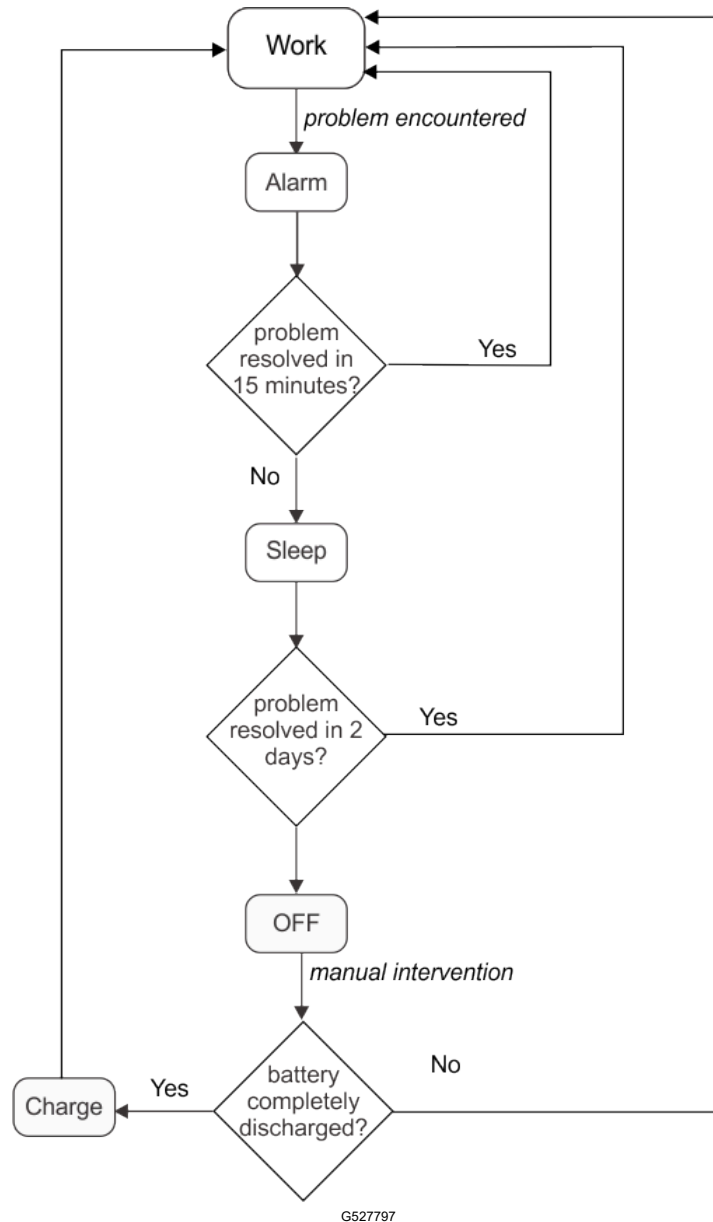 Work
problem encountered
Alarm
problem
resolved in
15 minutes?
Yes
No
Sleep
problem
resolved in 2
days?
Yes
OFF
manual intervention
battery
completely
discharged?
No
Yes
Charge
G527797